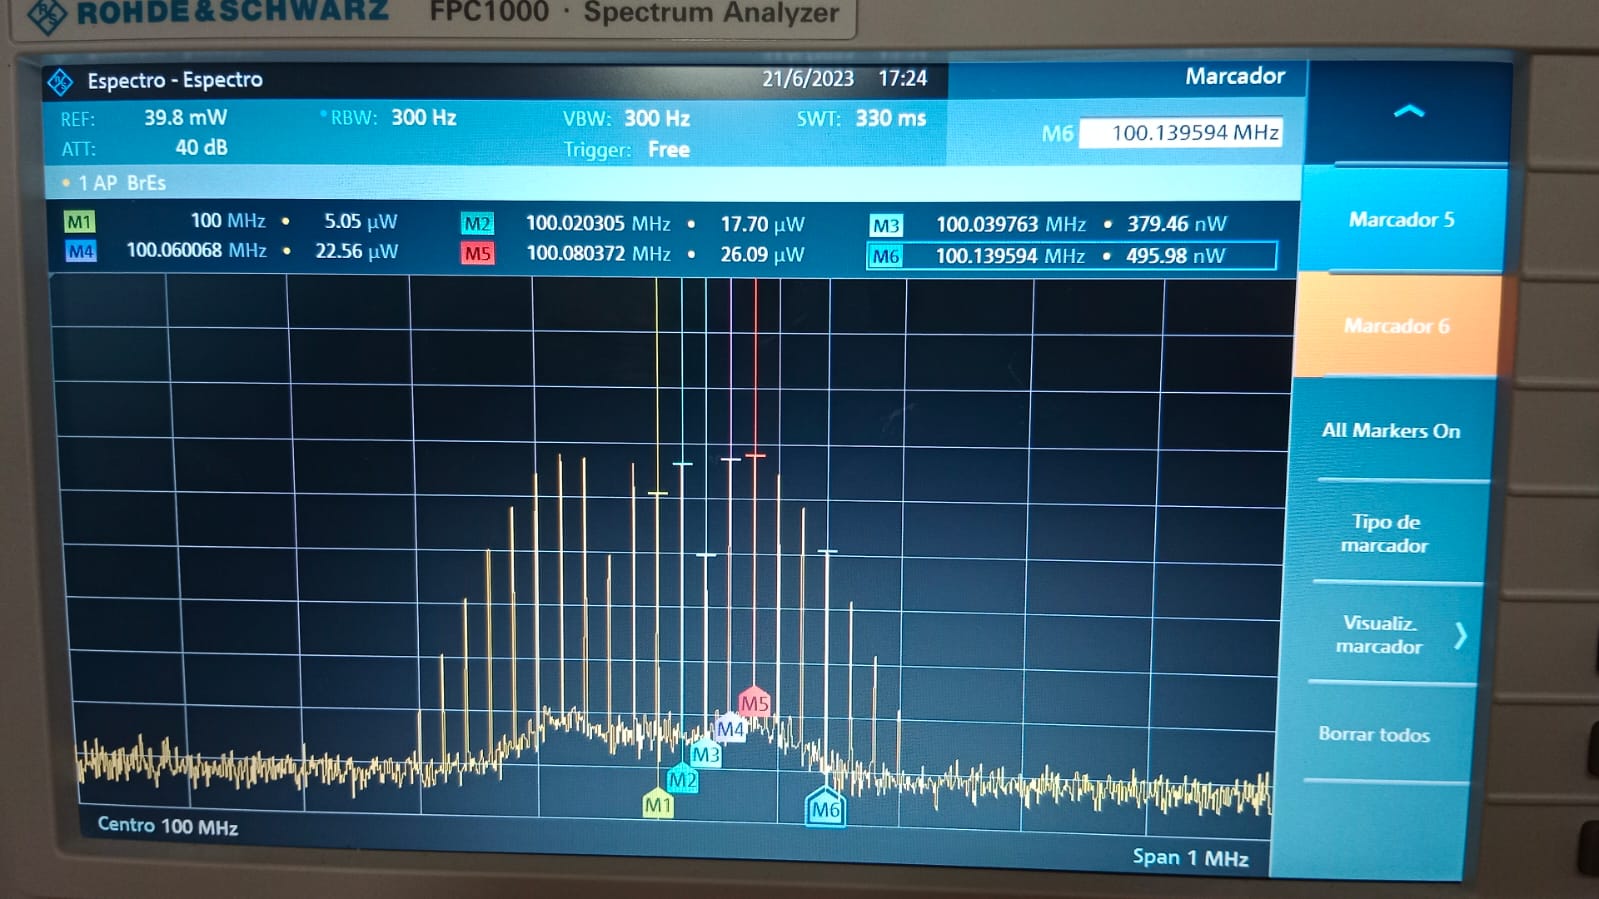 ROHDE & SCHWARZ FPC1000 · Spectrum Analyzer
Espectro - Espectro 21/6/2023 17:24 Marcador
REF: 39.8 mW RBW: 300 Hz VBW: 300 Hz SWT: 330 ms M6 100.139594 MHz
ATT: 40 dB Trigger: Free
1 AP BrEs
M1 100 MHz • 5.05 µW M2 100.020305 MHz • 17.70 µW M3 100.039763 MHz • 379.46 nW
M4 100.060068 MHz • 22.56 µW M5 100.080372 MHz • 26.09 µW M6 100.139594 MHz • 495.98 nW
Marcador 5
Marcador 6
All Markers On
Tipo de
marcador
Visualiz.
marcador
Borrar todos
M5
M4
M3
M2
M1
M6
Centro 100 MHz
Span 1 MHz